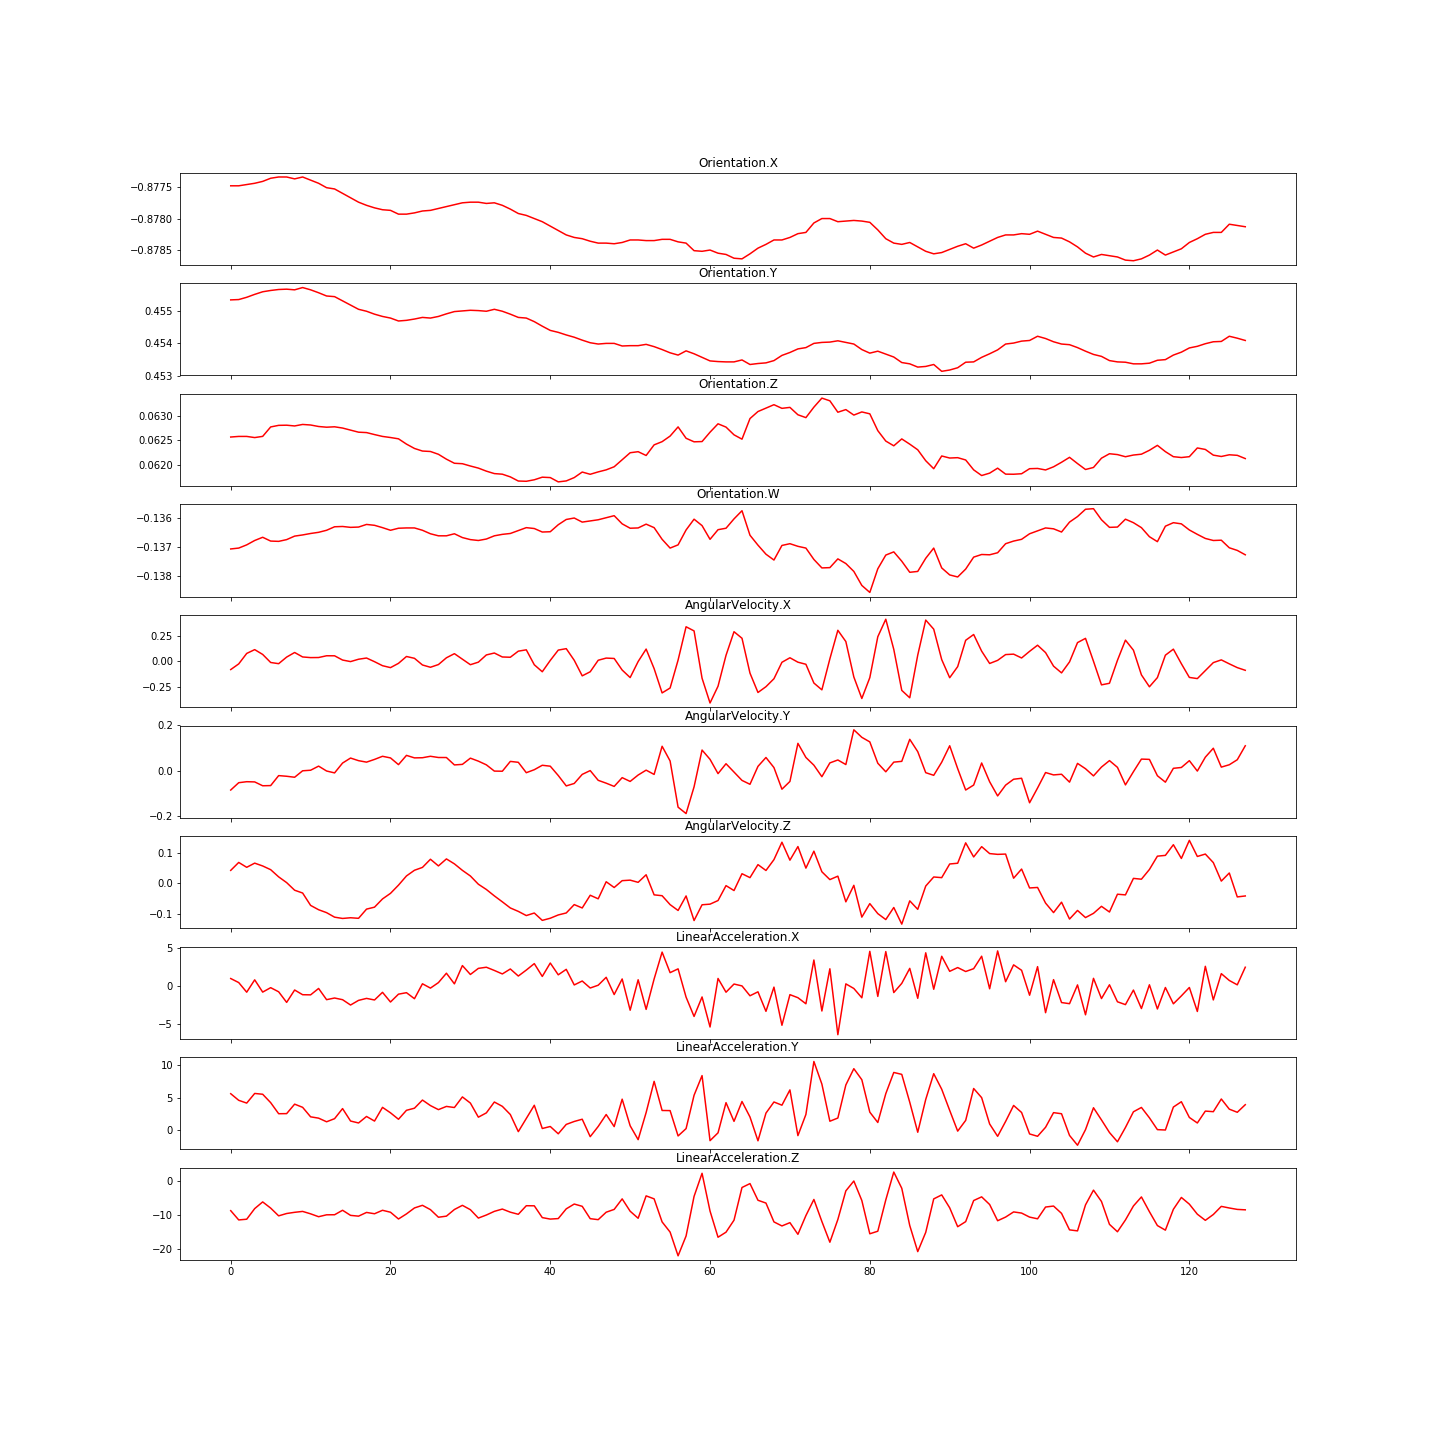 Orientation.X
−0.8775
−0.8780
−0.8785
Orientation.Y
0.455
0.454
0.453
Orientation.Z
0.0630
0.0625
0.0620
Orientation.W
−0.136
−0.137
−0.138
AngularVelocity.X
0.25
0.00
−0.25
AngularVelocity.Y
0.2
0.0
−0.2
AngularVelocity.Z
0.1
0.0
−0.1
LinearAcceleration.X
5
0
−5
LinearAcceleration.Y
10
5
0
LinearAcceleration.Z
0
−10
−20
0 20 40 60 80 100 120